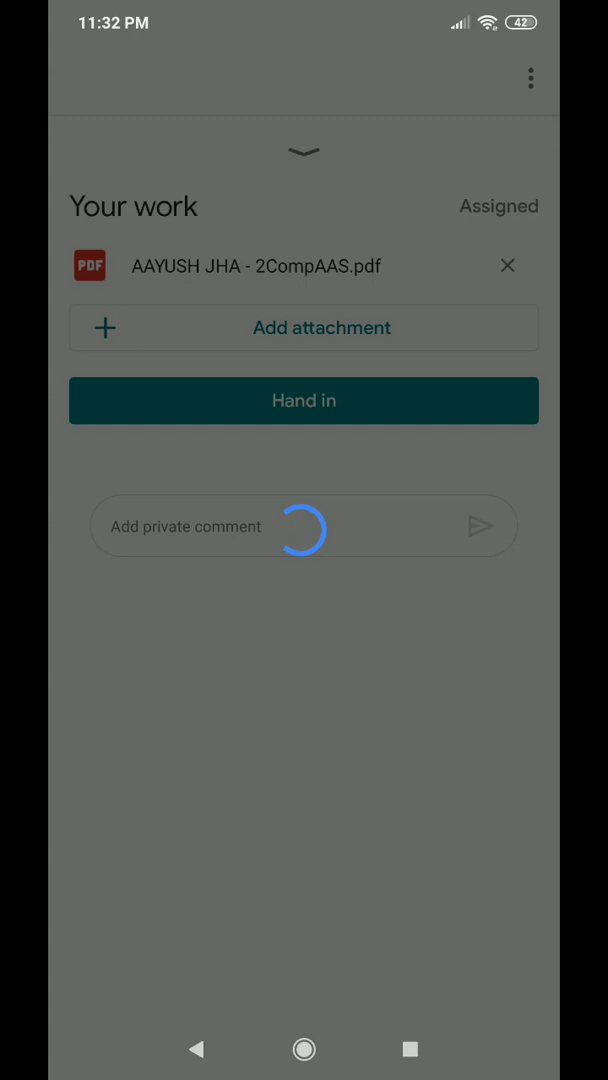 11:32 PM
42
Your work
Assigned
PDF
AAYUSH JHA - 2CompAAS.pdf
Add attachment
Hand in
Add private comment